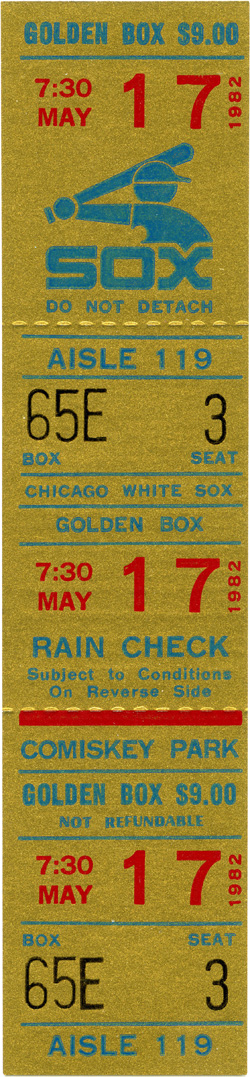 GOLDEN BOX $9.00
7:30
MAY 17 1982
SOX
DO NOT DETACH
AISLE 119
65E 3
BOX SEAT
CHICAGO WHITE SOX
GOLDEN BOX
7:30
MAY 17 1982
RAIN CHECK
Subject to Conditions
On Reverse Side
COMISKEY PARK
GOLDEN BOX $9.00
NOT REFUNDABLE
7:30
MAY 17 1982
BOX SEAT
65E 3
AISLE 119